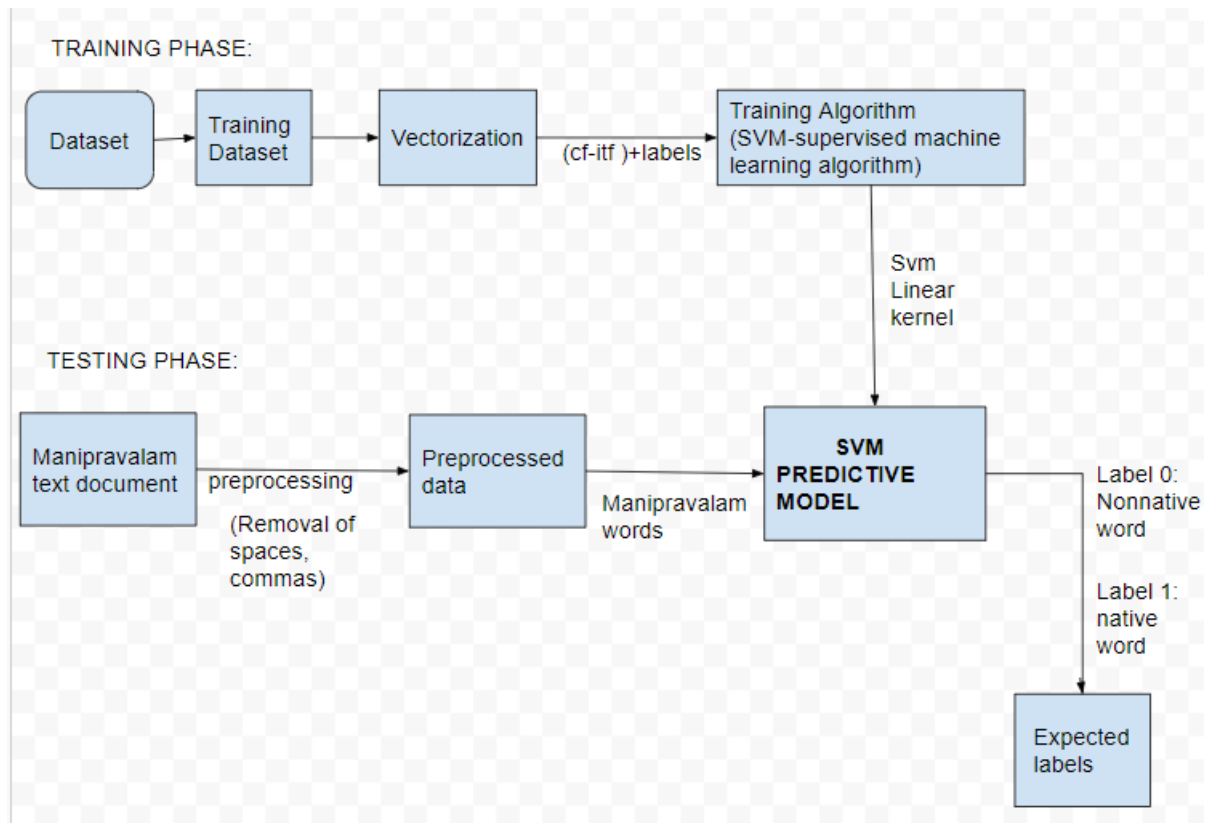 TRAINING PHASE:
Dataset
Training
Dataset
Vectorization
(cf-itf )+labels
Training Algorithm
(SVM-supervised machine
learning algorithm)
Svm
Linear
kernel
TESTING PHASE:
Manipravalam
text document
preprocessing
(Removal of
spaces,
commas)
Preprocessed
data
Manipravalam
words
SVM
PREDICTIVE
MODEL
Label 0:
Nonnative
word
Label 1:
native
word
Expected
labels